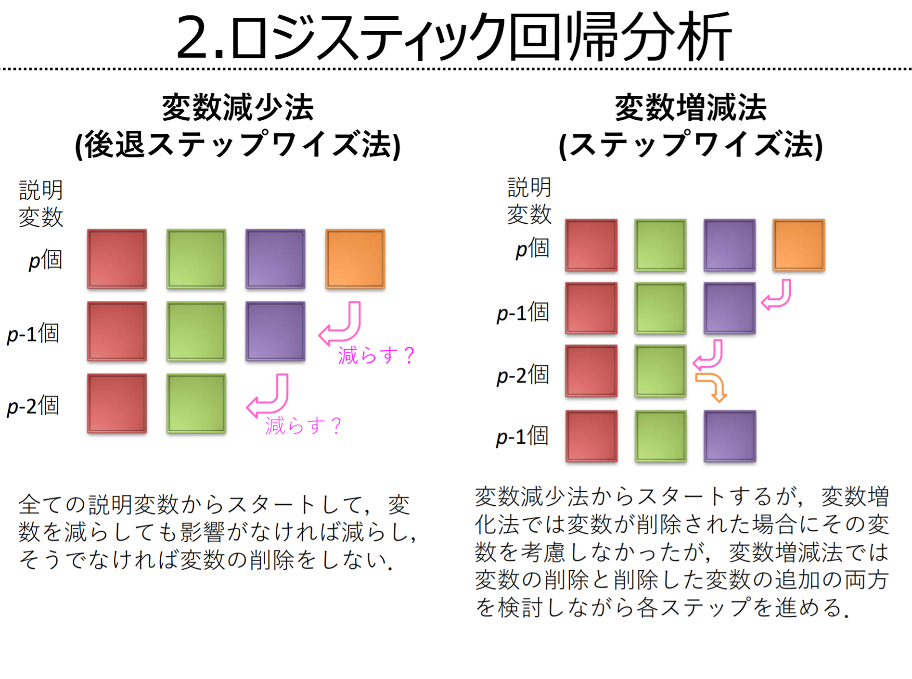 2.ロジスティック回帰分析
変数減少法
(後退ステップワイズ法)
説明
変数
p個
p-1個
減らす？
p-2個
減らす？
全ての説明変数からスタートして，変
数を減らしても影響がなければ減らし，
そうでなければ変数の削除をしない．
変数増減法
(ステップワイズ法)
説明
変数
p個
p-1個
p-2個
p-1個
変数減少法からスタートするが，変数増
化法では変数が削除された場合にその変
数を考慮しなかったが，変数増減法では
変数の削除と削除した変数の追加の両方
を検討しながら各ステップを進める．